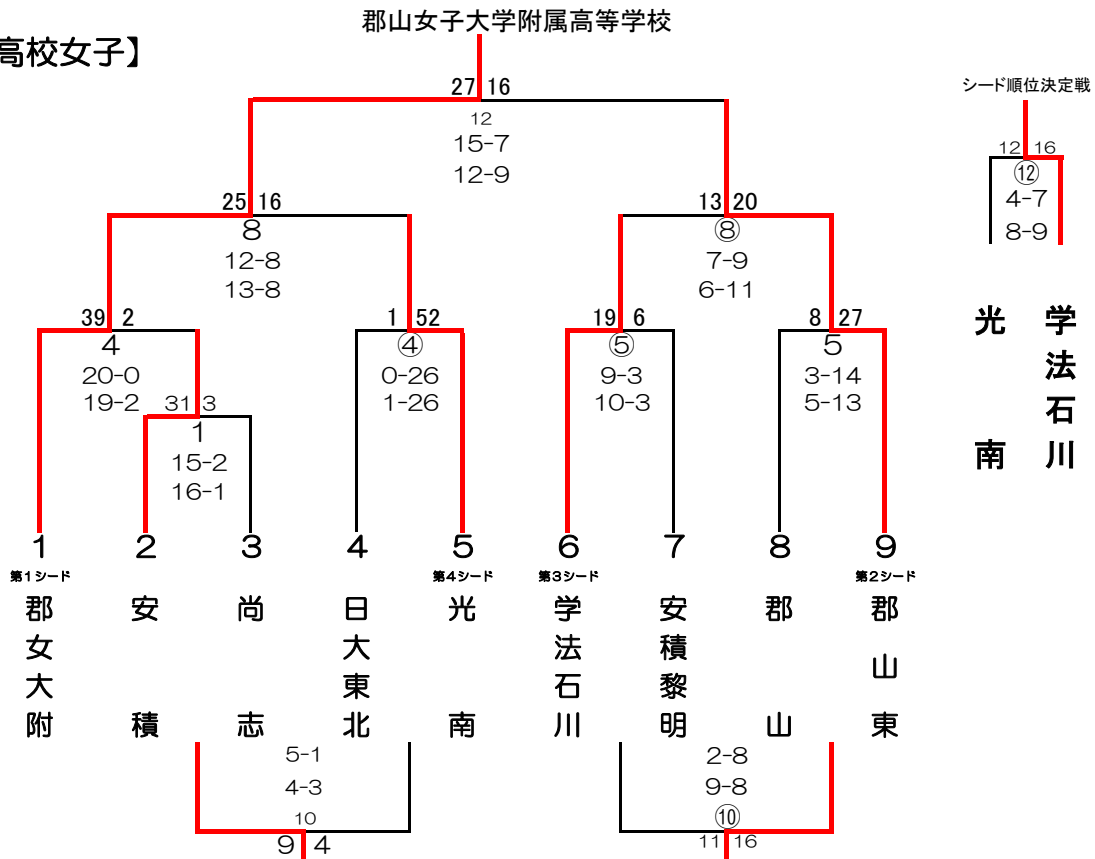 郡山女子大学附属高等学校
高校女子】
27 16
12
15-7
12-9
シード順位決定戦
12 16
⑫
4-7
8-9
光南
学法石川
25 16
8
12-8
13-8
13 20
⑧
7-9
6-11
39 2
4
20-0
19-2
1 52
④
0-26
1-26
19 6
⑤
9-3
10-3
8 27
5
3-14
5-13
31 3
1
15-2
16-1
1 2 3 4 5 6 7 8 9
第1シード 第4シード 第3シード 第2シード
郡女大附
安積
尚志
日大東北
光南
学法石川
安積黎明
郡山
郡山東
5-1
4-3
10
9 4
2-8
9-8
⑩
11 16